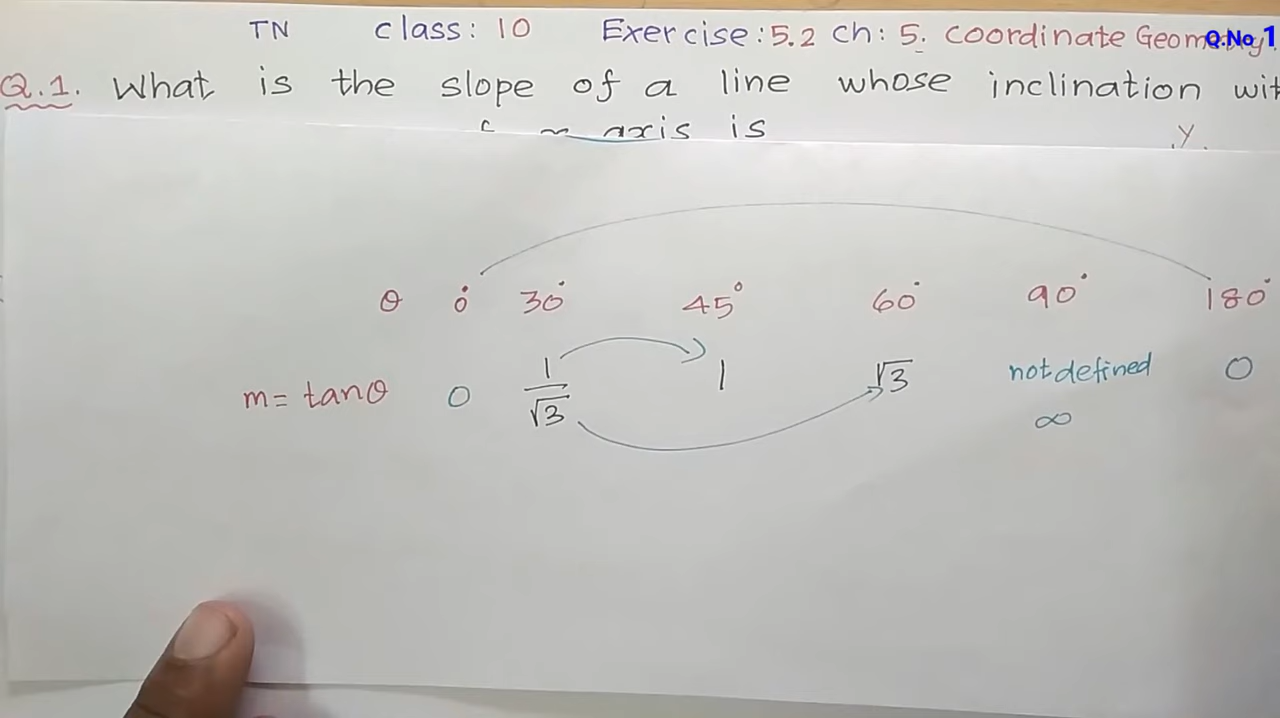 TN class: 10 Exercise: 5.2 ch: 5. coordinate Q.No 1
Q.1. What is the slope of a line whose inclination
axis is
y
θ 0° 30° 45° 60° 90° 180°
m = tanθ 0 1/√3 1 √3 not defined 0
∞